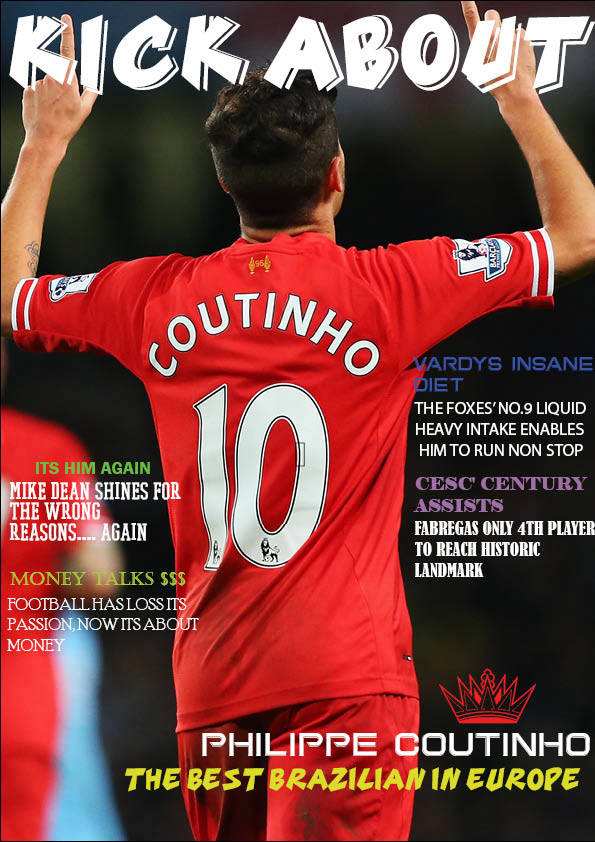 KICK ABOUT
96
BARCLAYS
COUTINHO
10
VARDYS INSANE
DIET
THE FOXES' NO.9 LIQUID
HEAVY INTAKE ENABLES
HIM TO RUN NON STOP
ITS HIM AGAIN
MIKE DEAN SHINES FOR
THE WRONG
REASONS.... AGAIN
CESC' CENTURY
ASSISTS
FABREGAS ONLY 4TH PLAYER
TO REACH HISTORIC
LANDMARK
MONEY TALKS $$$
FOOTBALL HAS LOSS ITS
PASSION, NOW ITS ABOUT
MONEY
PHILIPPE COUTINHO
THE BEST BRAZILIAN IN EUROPE